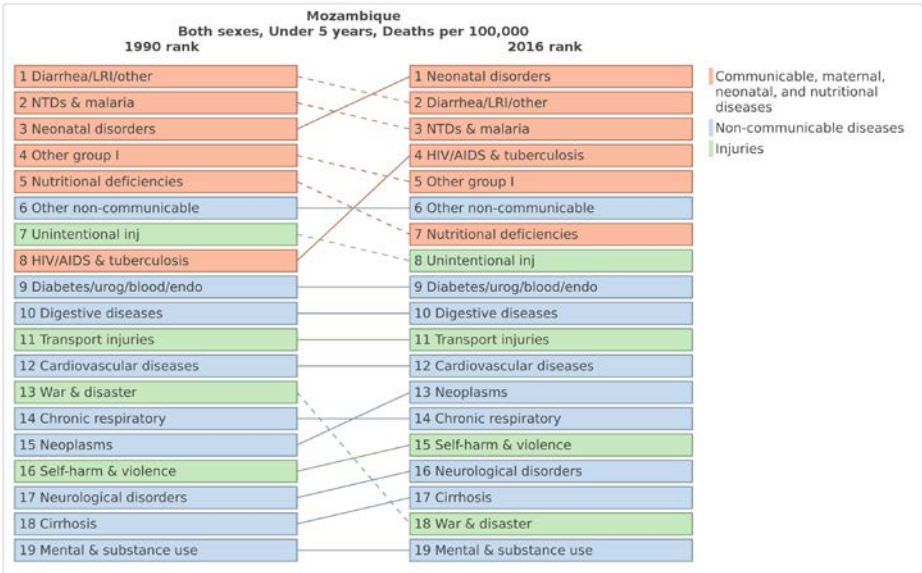 Mozambique
Both sexes, Under 5 years, Deaths per 100,000
1990 rank
2016 rank
1 Diarrhea/LRI/other
2 NTDs & malaria
3 Neonatal disorders
4 Other group I
5 Nutritional deficiencies
6 Other non-communicable
7 Unintentional inj
8 HIV/AIDS & tuberculosis
9 Diabetes/urog/blood/endo
10 Digestive diseases
11 Transport injuries
12 Cardiovascular diseases
13 War & disaster
14 Chronic respiratory
15 Neoplasms
16 Self-harm & violence
17 Neurological disorders
18 Cirrhosis
19 Mental & substance use
1 Neonatal disorders
2 Diarrhea/LRI/other
3 NTDs & malaria
4 HIV/AIDS & tuberculosis
5 Other group I
6 Other non-communicable
7 Nutritional deficiencies
8 Unintentional inj
9 Diabetes/urog/blood/endo
10 Digestive diseases
11 Transport injuries
12 Cardiovascular diseases
13 Neoplasms
14 Chronic respiratory
15 Self-harm & violence
16 Neurological disorders
17 Cirrhosis
18 War & disaster
19 Mental & substance use
Communicable, maternal,
neonatal, and nutritional
diseases
Non-communicable diseases
Injuries